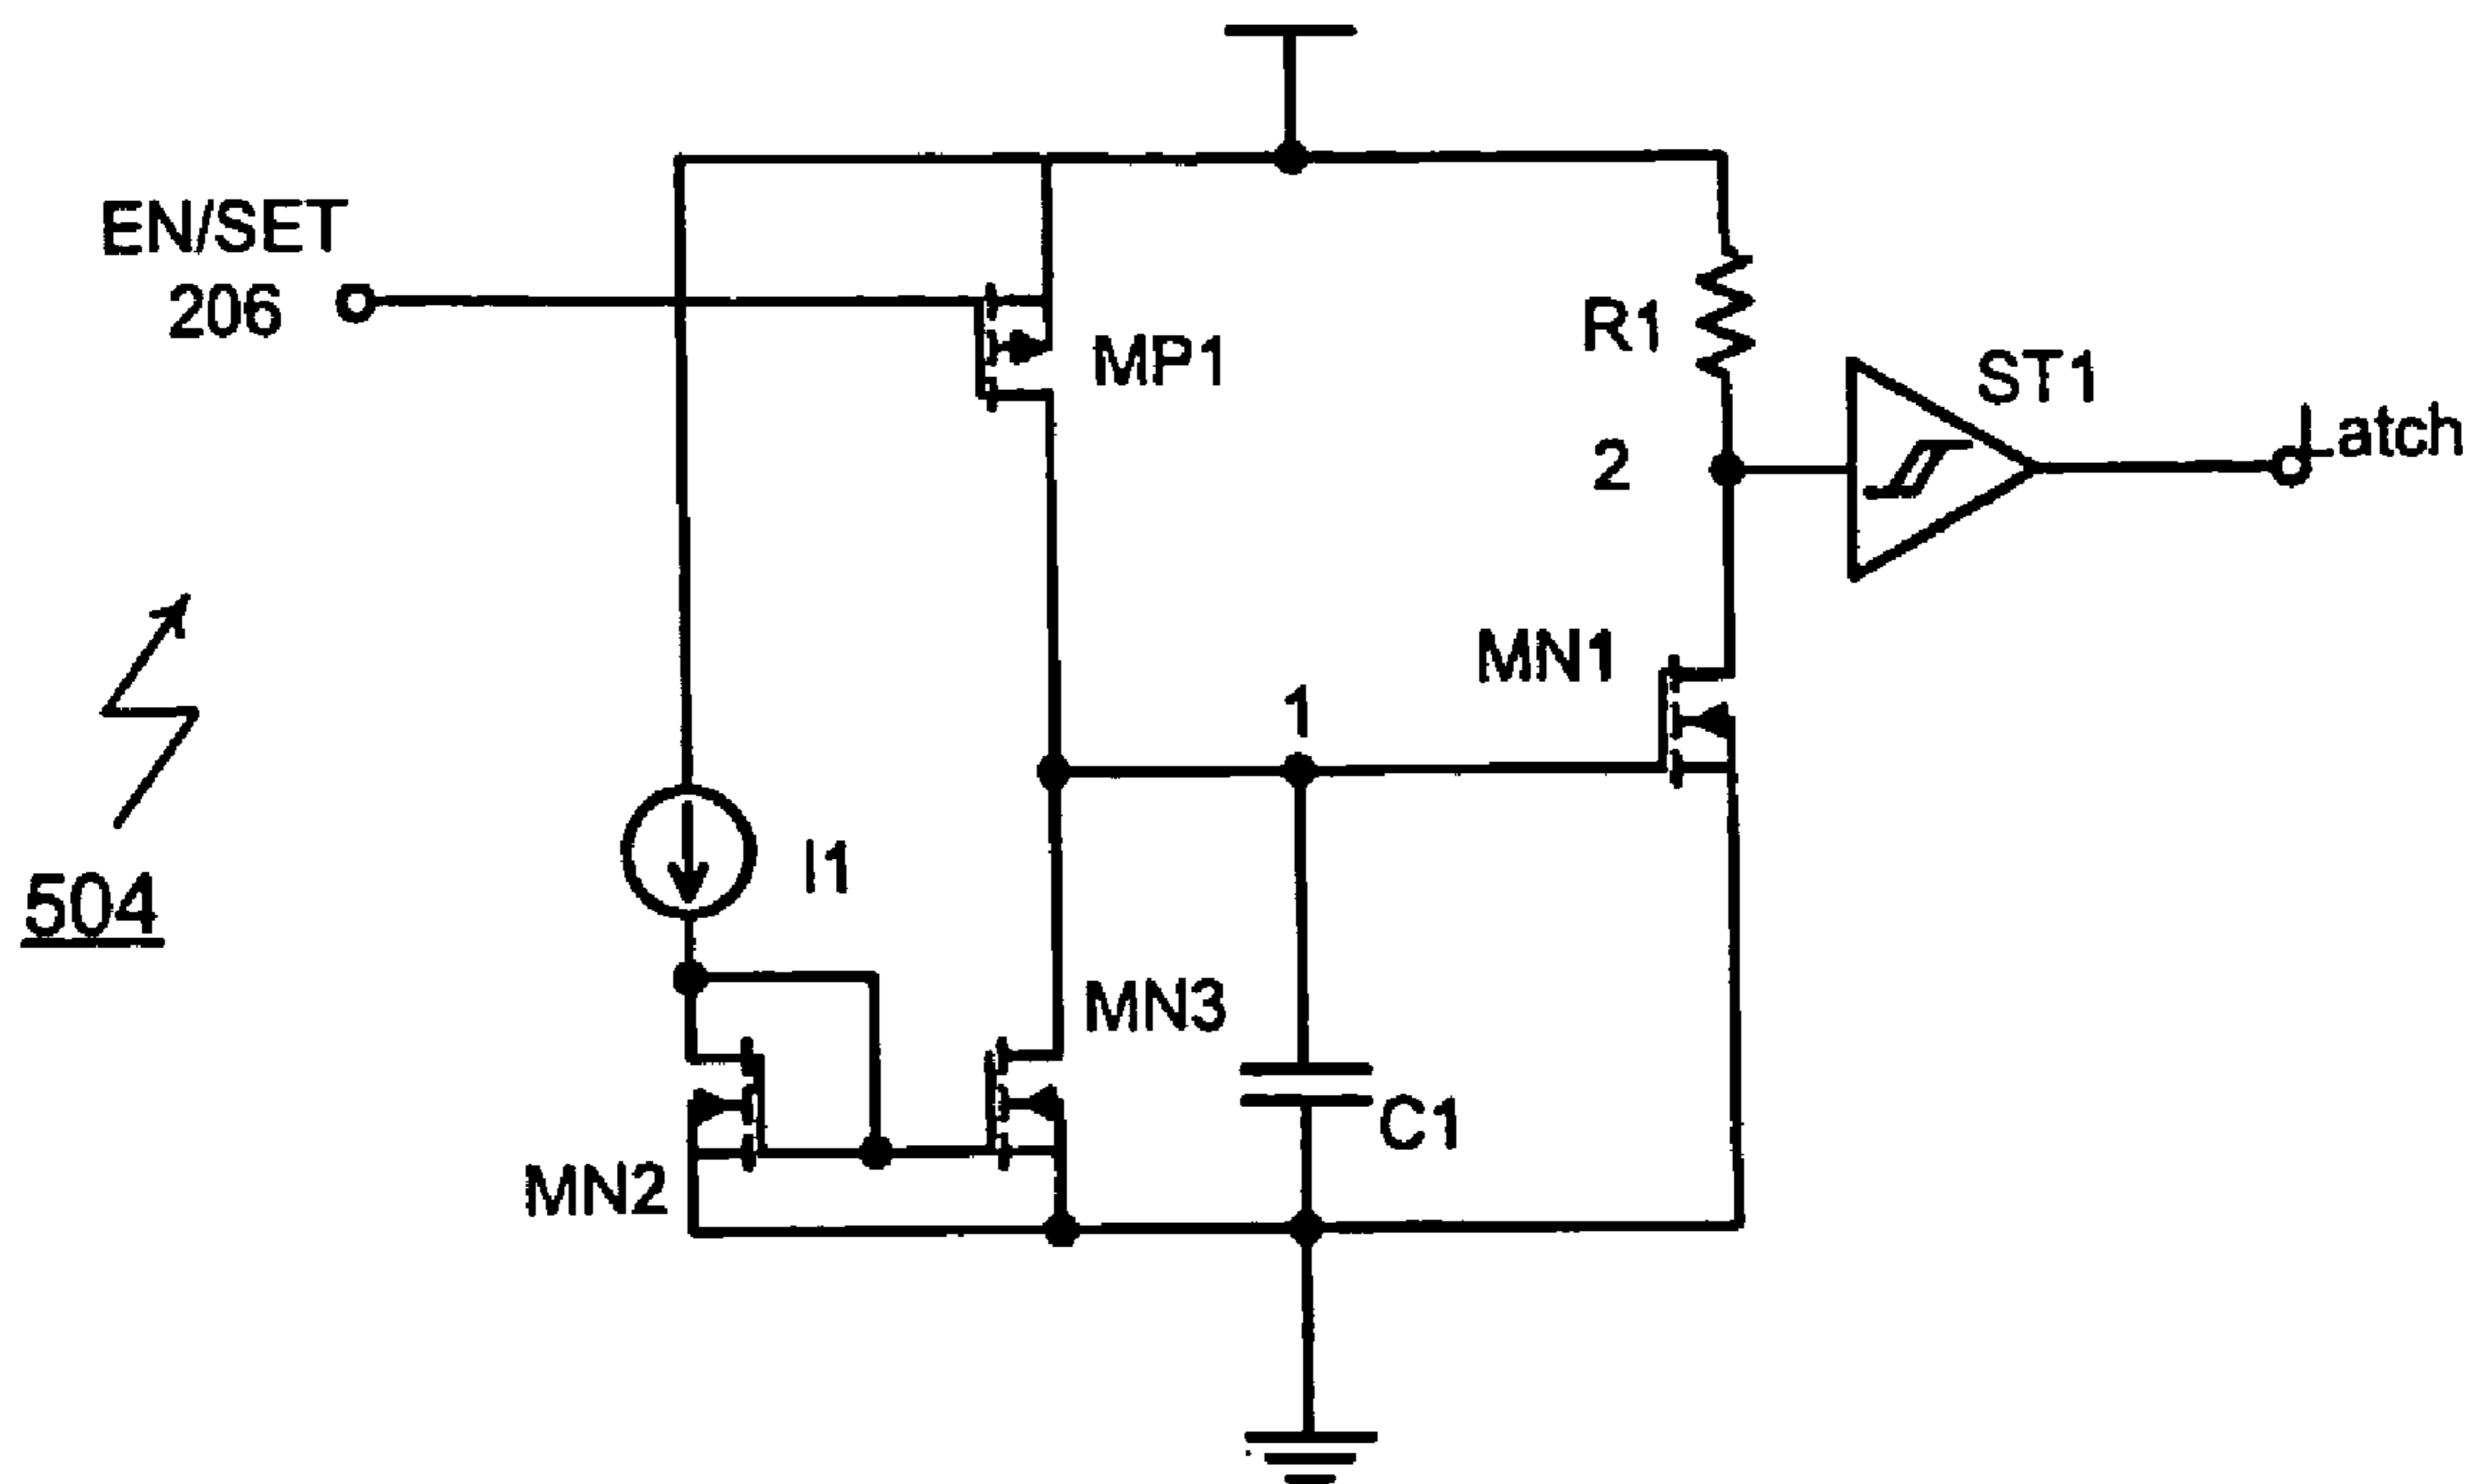 EN/SET
206
MP1
R1
ST1
2
Latch
MN1
1
I1
504
MN3
C1
MN2